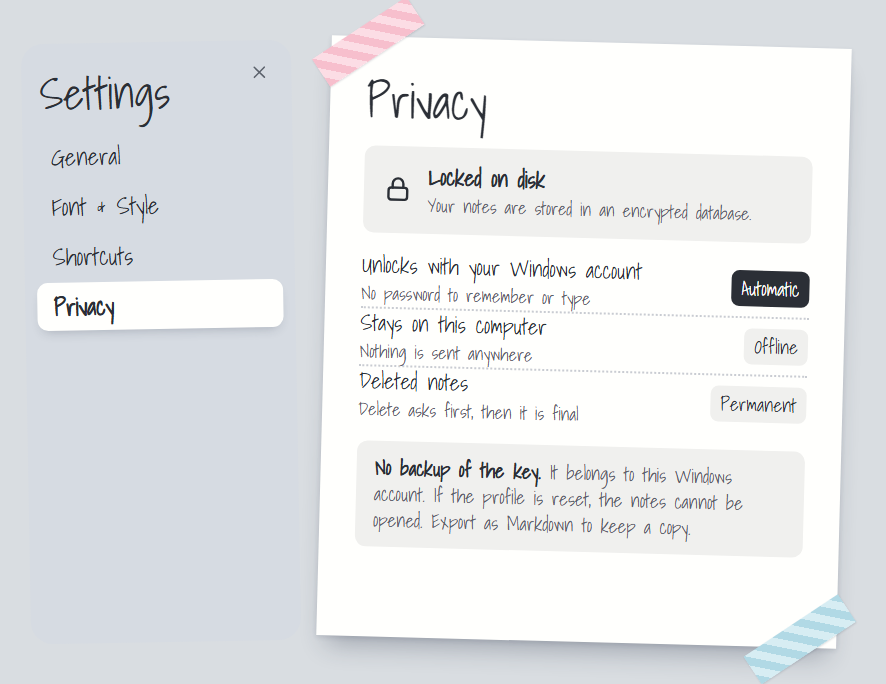 Settings
General
Font & Style
Shortcuts
Privacy
Privacy
Locked on disk
Your notes are stored in an encrypted database.
Unlocks with your Windows account
No password to remember or type
Automatic
Stays on this computer
Nothing is sent anywhere
Offline
Deleted notes
Delete asks first, then it is final
Permanent
No backup of the key. It belongs to this Windows
account. If the profile is reset, the notes cannot be
opened. Export as Markdown to keep a copy.